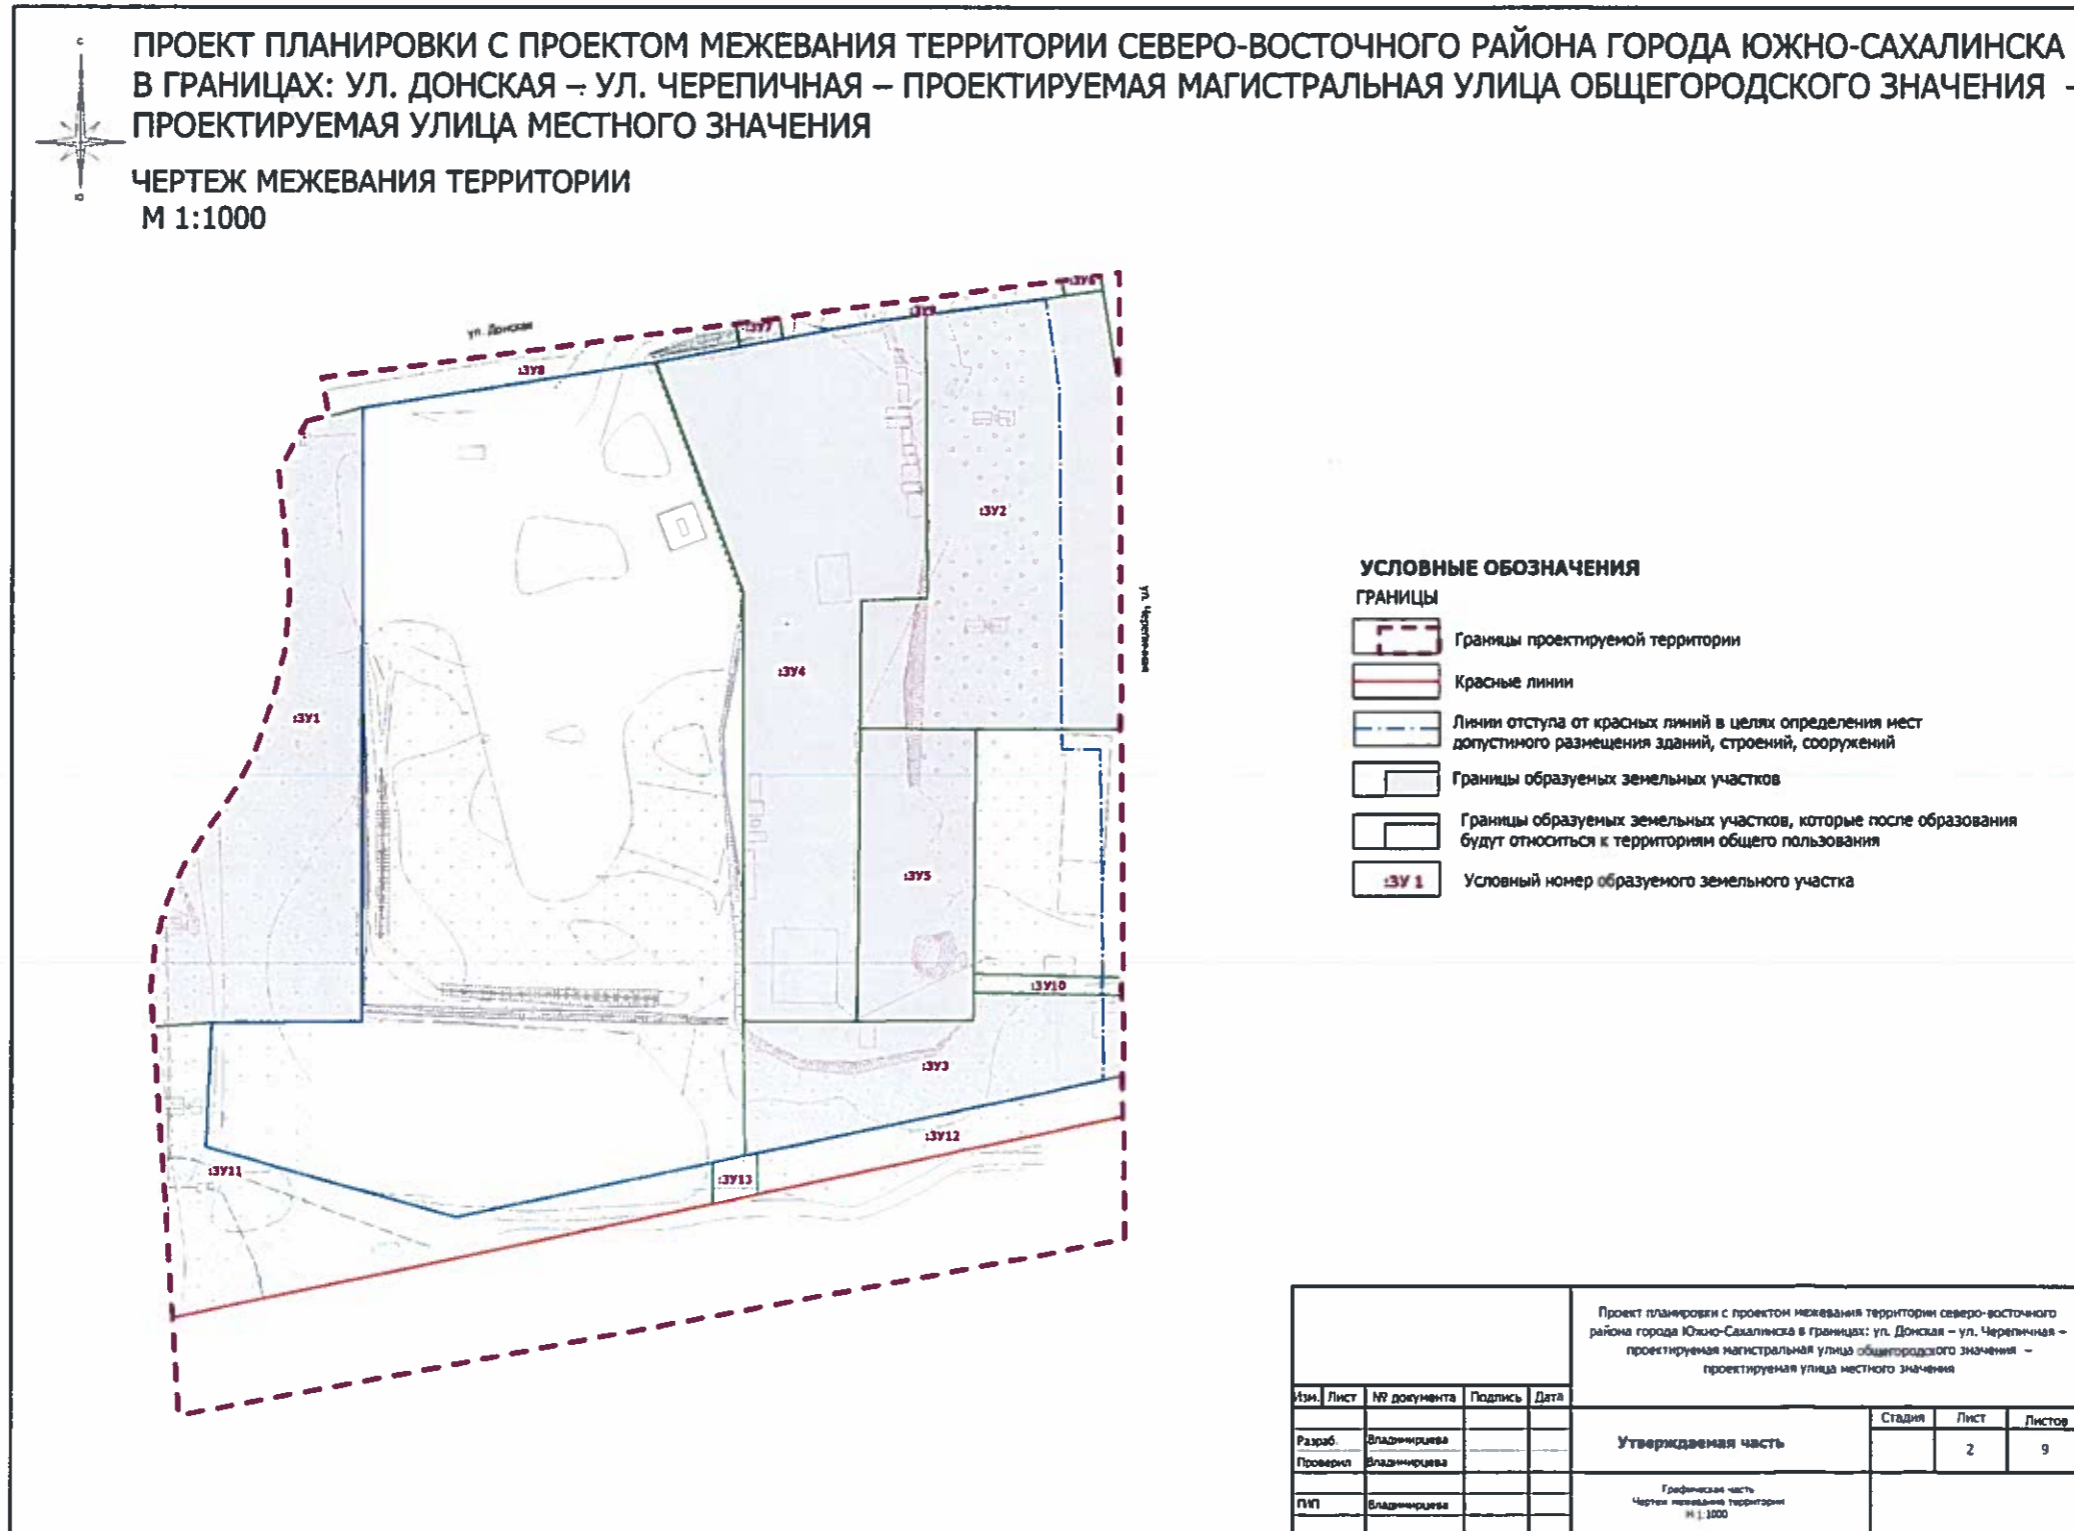 С
ПРОЕКТ ПЛАНИРОВКИ С ПРОЕКТОМ МЕЖЕВАНИЯ ТЕРРИТОРИИ СЕВЕРО-ВОСТОЧНОГО РАЙОНА ГОРОДА ЮЖНО-САХАЛИНСКА
В ГРАНИЦАХ: УЛ. ДОНСКАЯ – УЛ. ЧЕРЕПИЧНАЯ – ПРОЕКТИРУЕМАЯ МАГИСТРАЛЬНАЯ УЛИЦА ОБЩЕГОРОДСКОГО ЗНАЧЕНИЯ –
ПРОЕКТИРУЕМАЯ УЛИЦА МЕСТНОГО ЗНАЧЕНИЯ
Ю
ЧЕРТЕЖ МЕЖЕВАНИЯ ТЕРРИТОРИИ
М 1:1000
:ЗУ6
:ЗУ9
ул. Донская
:ЗУ7
:ЗУ8
:ЗУ2
ул. Черепичная
:ЗУ4
:ЗУ1
:ЗУ5
:ЗУ10
:ЗУ3
:ЗУ12
:ЗУ11
:ЗУ13
УСЛОВНЫЕ ОБОЗНАЧЕНИЯ
ГРАНИЦЫ
Границы проектируемой территории
Красные линии
Линии отступа от красных линий в целях определения мест
допустимого размещения зданий, строений, сооружений
Границы образуемых земельных участков
Границы образуемых земельных участков, которые после образования
будут относиться к территориям общего пользования
:ЗУ 1 Условный номер образуемого земельного участка
Проект планировки с проектом межевания территории северо-восточного
района города Южно-Сахалинска в границах: ул. Донская – ул. Черепичная –
проектируемая магистральная улица общегородского значения –
проектируемая улица местного значения
Изм. Лист № документа Подпись Дата
Утверждаемая часть
Стадия Лист Листов
2 9
Разраб. Владимирцева
Проверил Владимирцева
ГИП Владимирцева
Графическая часть
Чертеж межевания территории
М 1:1000